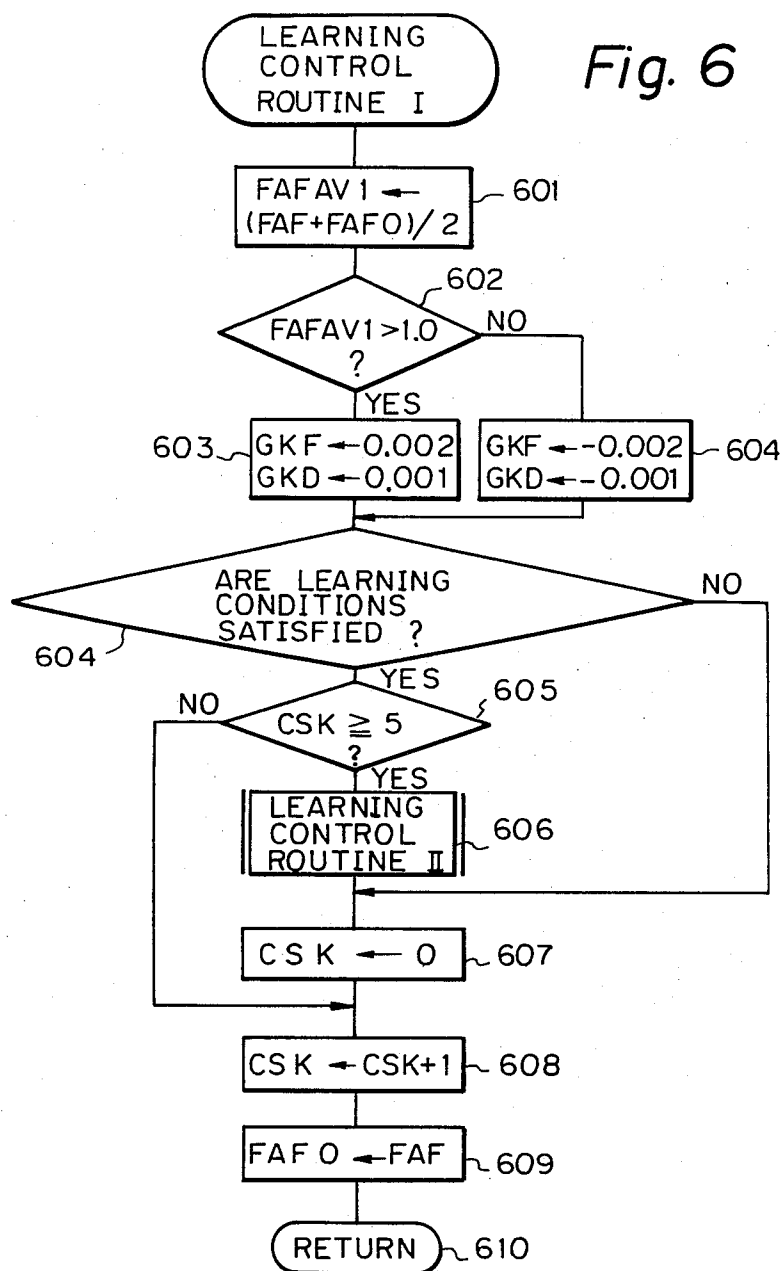 LEARNING
CONTROL
ROUTINE I
Fig. 6
FAFAV1 ←
(FAF+FAFO)/2
601
602
FAFAV1>1.0
?
NO
YES
603
GKF←0.002
GKD←0.001
GKF←-0.002
GKD←-0.001
604
ARE LEARNING
CONDITIONS
SATISFIED ?
NO
604
YES
NO
605
CSK ≧ 5
?
YES
LEARNING
CONTROL
ROUTINE II
606
CSK ← 0
607
CSK ← CSK+1
608
FAFO ← FAF
609
RETURN
610